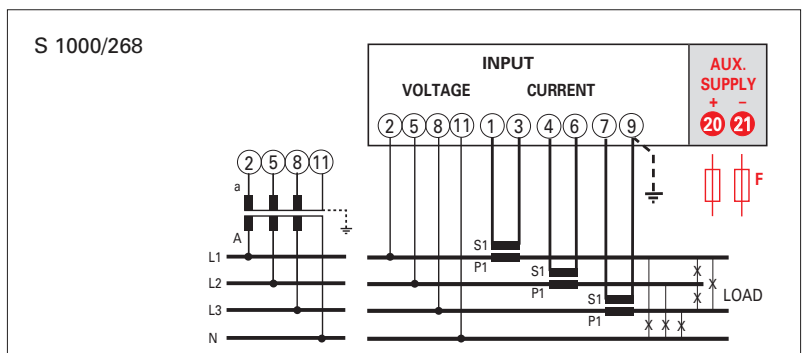 S 1000/268
INPUT
VOLTAGE CURRENT
AUX.
SUPPLY
+ −
2 5 8 11 1 3 4 6 7 9
20 21
F
2 5 8 11
a
A
L1
L2
L3
N
S1
P1
S1
P1
S1
P1
X X
X
X X X
LOAD